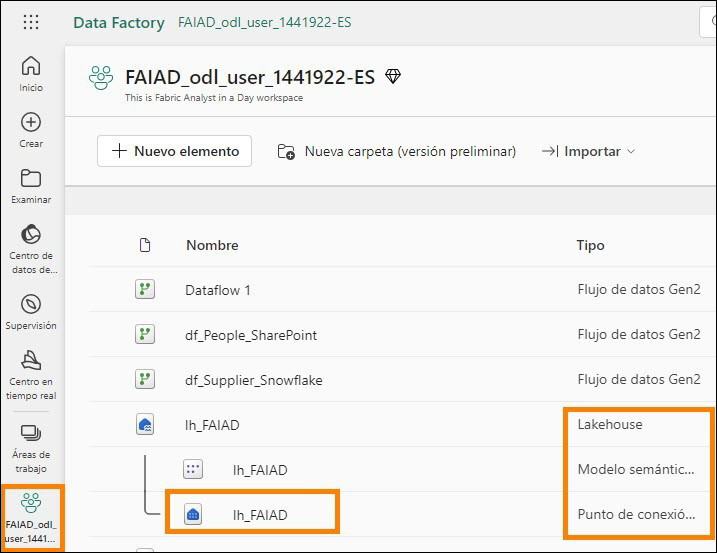 Data Factory FAIAD_odl_user_1441922-ES
Inicio
Crear
Examinar
Centro de
datos de...
Supervisión
Centro en
tiempo real
Áreas de
trabajo
FAIAD_odl_
user_1441...
FAIAD_odl_user_1441922-ES
This is Fabric Analyst in a Day workspace
Nuevo elemento Nueva carpeta (versión preliminar) Importar
Nombre Tipo
Dataflow 1 Flujo de datos Gen2
df_People_SharePoint Flujo de datos Gen2
df_Supplier_Snowflake Flujo de datos Gen2
lh_FAIAD Lakehouse
lh_FAIAD Modelo semántic...
lh_FAIAD Punto de conexió...